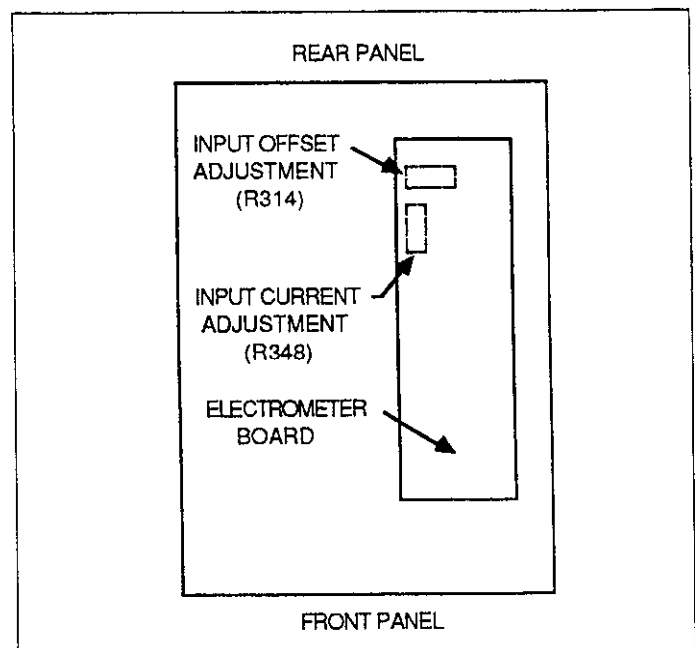 REAR PANEL
INPUT OFFSET
ADJUSTMENT
(R314)
INPUT CURRENT
ADJUSTMENT
(R348)
ELECTROMETER
BOARD
FRONT PANEL